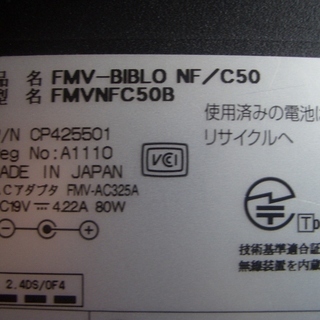 品 名 FMV-BIBLO NF/C50
型 名 FMVNFC50B
P/N CP425501
Reg No:A1110
MADE IN JAPAN
ACアダプタ FMV-AC325A
DC19V 4.22A 80W
2.4DS/OF4
VCI
使用済みの電池は
リサイクルへ
技術基準適合証
無線装置を内蔵